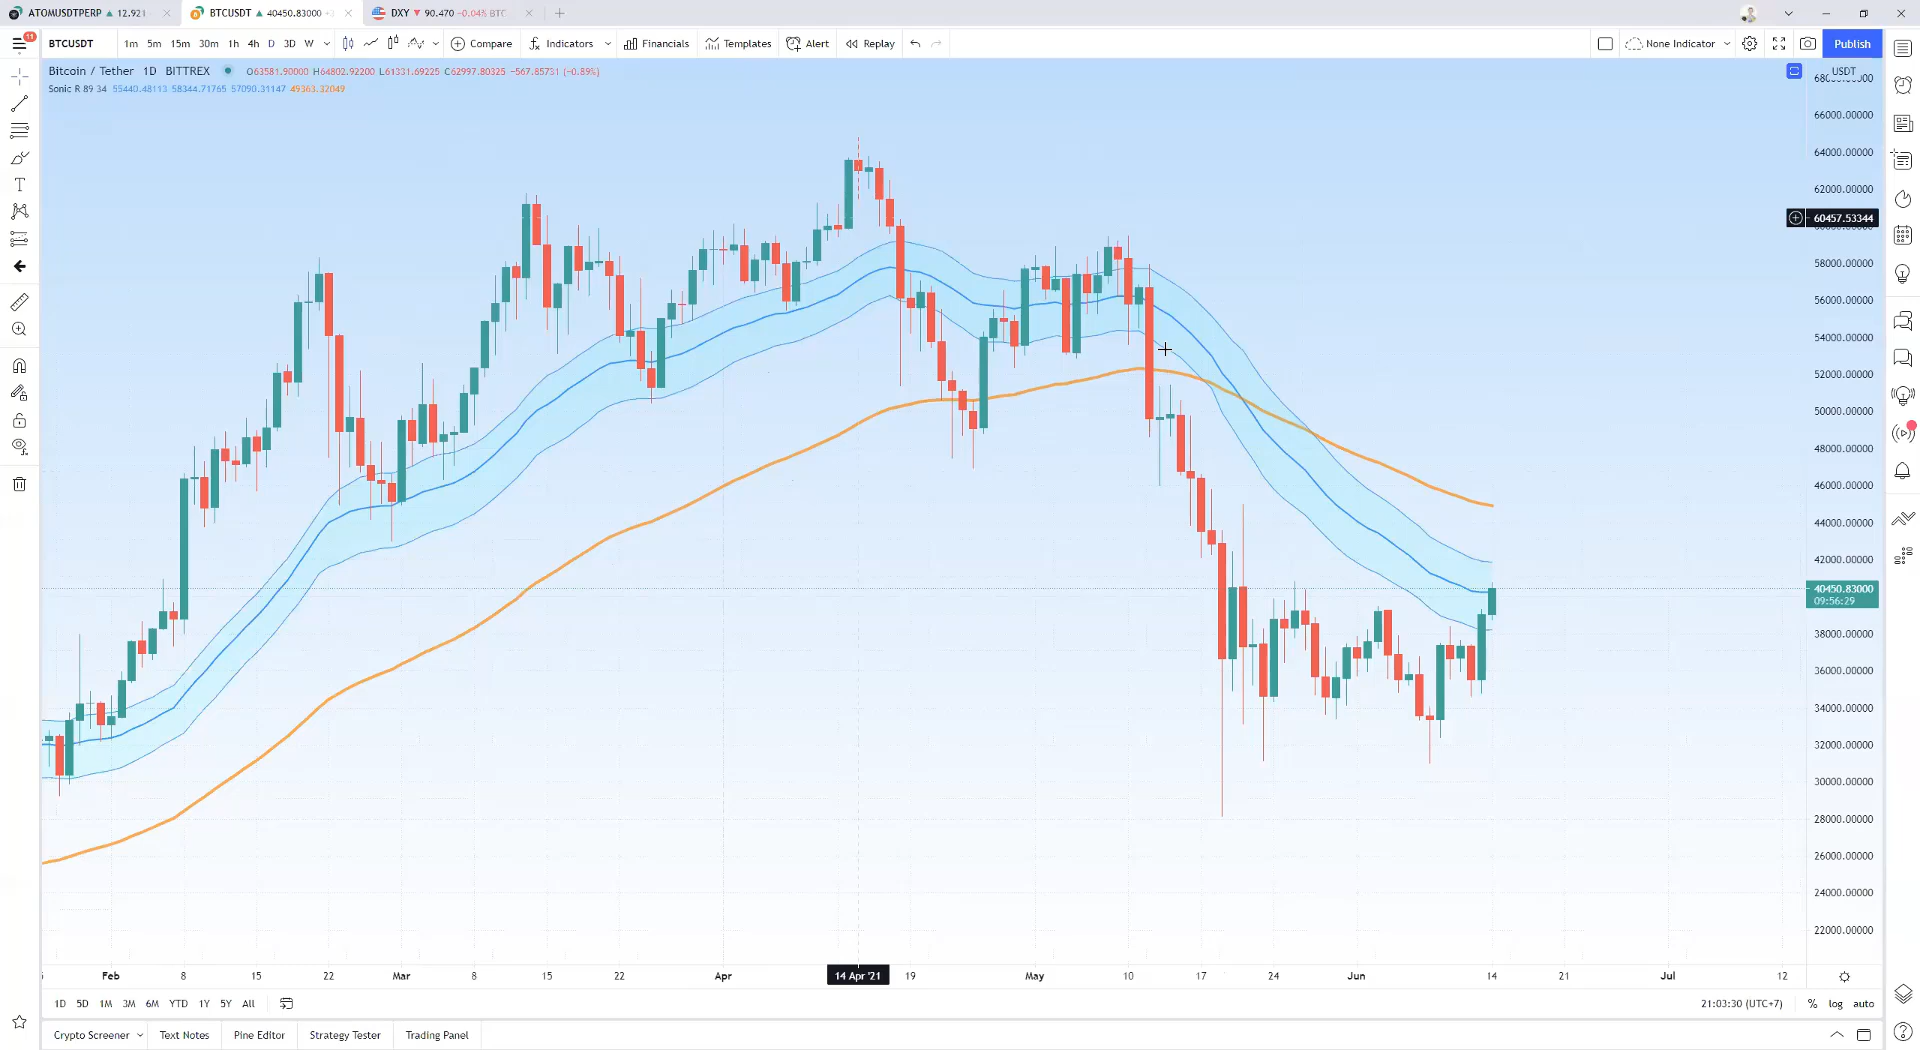 ATOMUSDTPERP ▲ 12.921
BTCUSDT ▲ 40450.83000
DXY ▼ 90.470 −0.04% BTC
11
BTCUSDT 1m 5m 15m 30m 1h 4h D 3D W Compare Indicators Financials Templates Alert Replay None Indicator Publish
Bitcoin / Tether 1D BITTREX O63581.90000 H64802.92200 L61331.69225 C62997.80325 −567.85731 (−0.89%)
Sonic R 89 34 55440.48113 58344.71765 57090.31147 49363.32049
USDT
66000.00000
64000.00000
62000.00000
60457.53344
58000.00000
56000.00000
54000.00000
52000.00000
50000.00000
48000.00000
46000.00000
44000.00000
42000.00000
40450.83000
09:56:29
38000.00000
36000.00000
34000.00000
32000.00000
30000.00000
28000.00000
26000.00000
24000.00000
22000.00000
Feb 8 15 22 Mar 8 15 22 Apr 14 Apr '21 19 May 10 17 24 Jun 14 21 Jul 12
1D 5D 1M 3M 6M YTD 1Y 5Y All 21:03:30 (UTC+7) % log auto
Crypto Screener Text Notes Pine Editor Strategy Tester Trading Panel